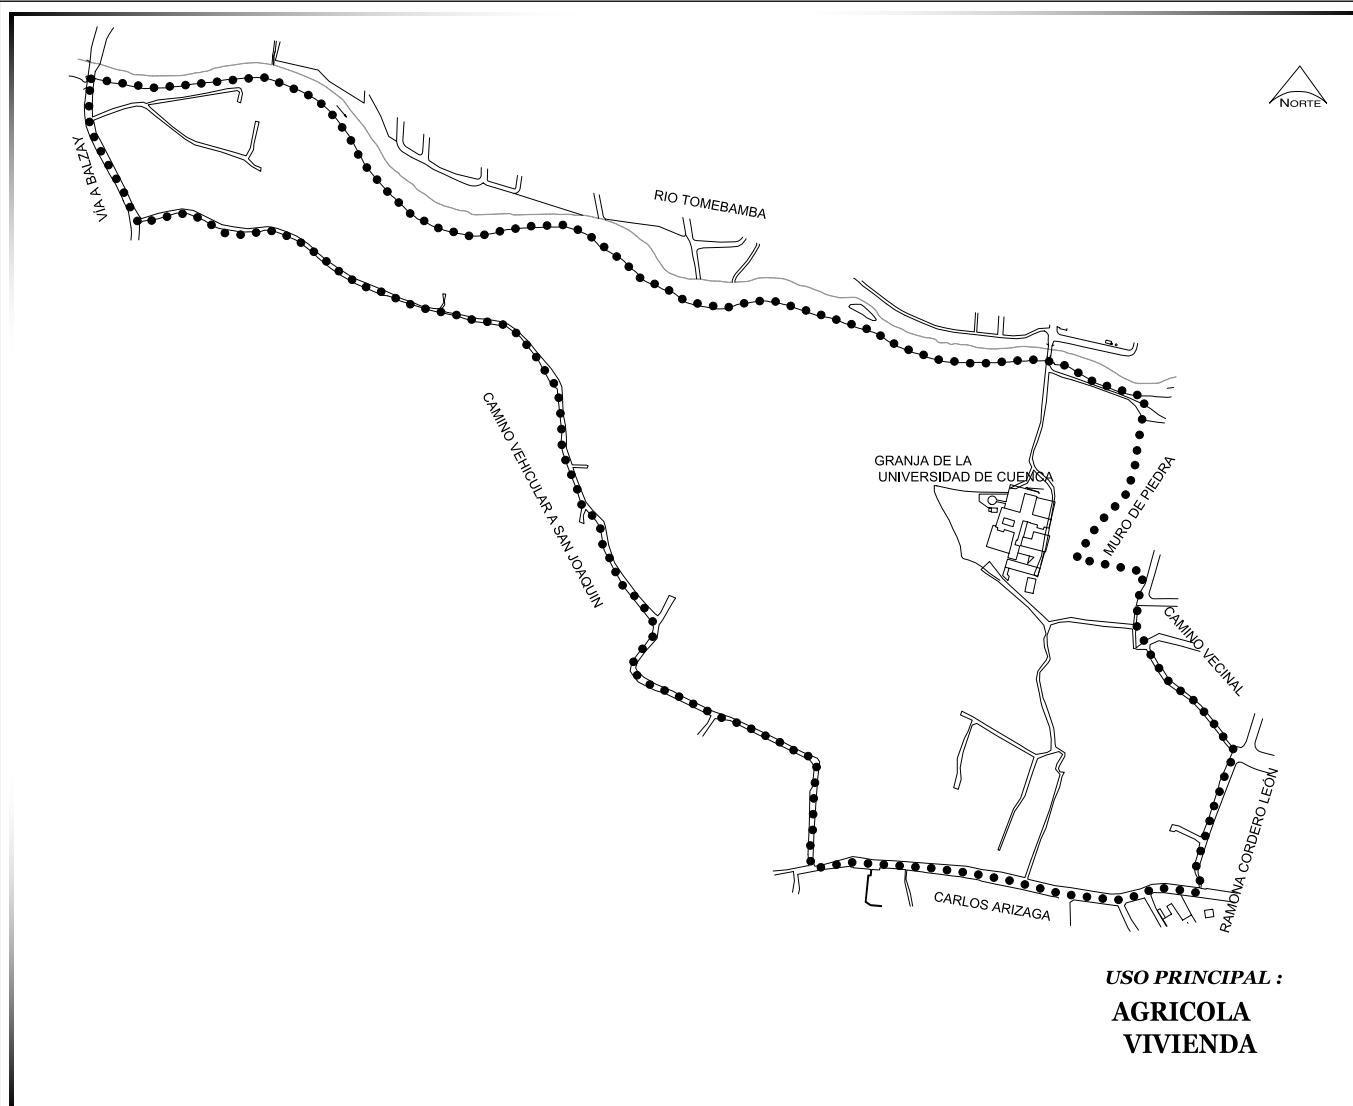 NORTE
VÍA A BALZAY
RIO TOMEBAMBA
CAMINO VEHICULAR A SAN JOAQUIN
GRANJA DE LA
UNIVERSIDAD DE CUENCA
MURO DE PIEDRA
CAMINO VECINAL
RAMONA CORDERO LEÓN
CARLOS ARIZAGA
USO PRINCIPAL :
AGRICOLA
VIVIENDA